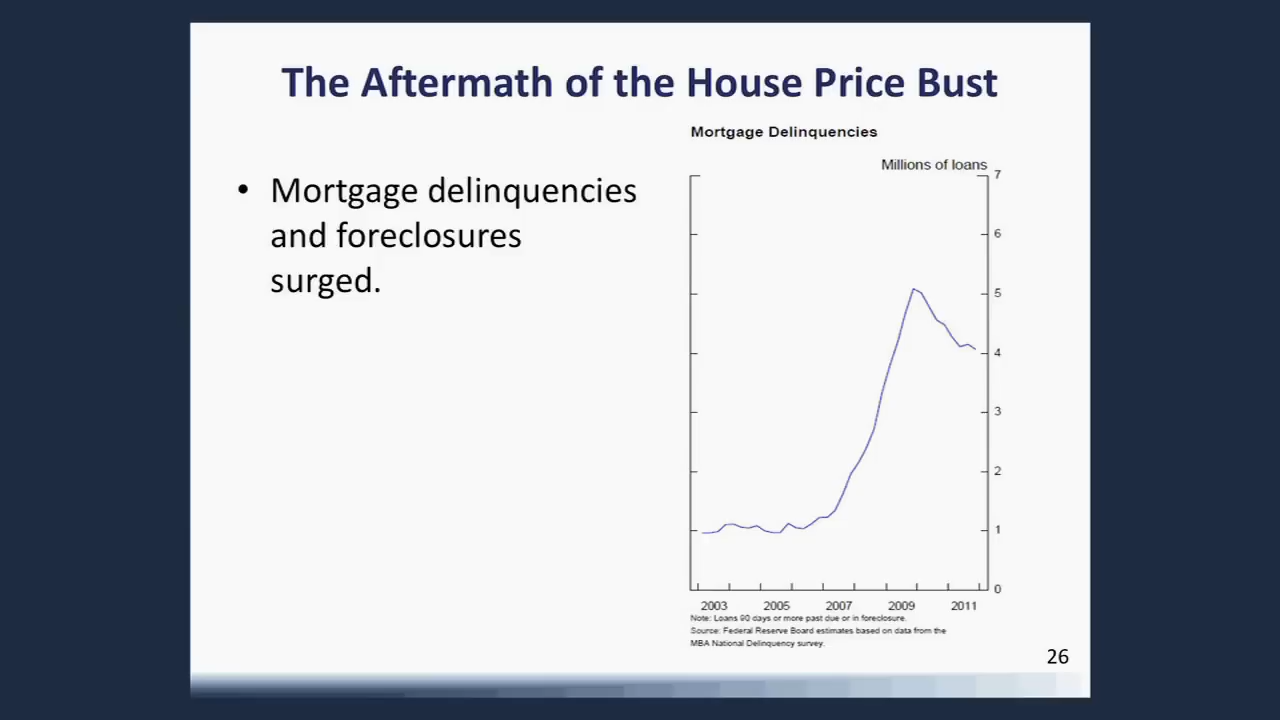 The Aftermath of the House Price Bust
• Mortgage delinquencies
and foreclosures
surged.
Mortgage Delinquencies
Millions of loans
7
6
5
4
3
2
1
0
2003 2005 2007 2009 2011
Note: Loans 90 days or more past due or in foreclosure.
Source: Federal Reserve Board estimates based on data from the
MBA National Delinquency survey.
26